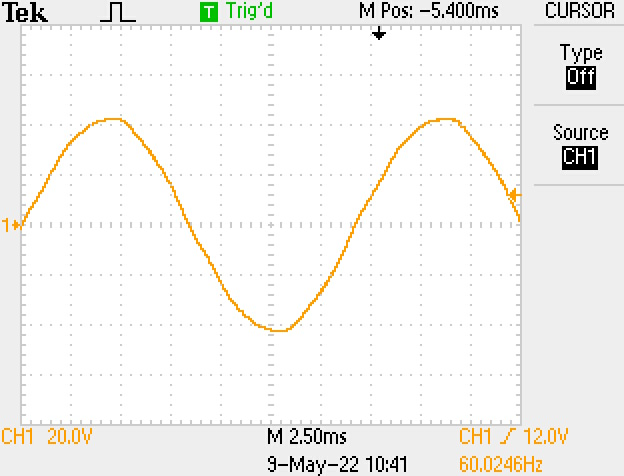 Tek T Trig'd M Pos: -5.400ms CURSOR
Type
Off
Source
CH1
1
CH1 20.0V M 2.50ms CH1 12.0V
9-May-22 10:41 60.0246Hz